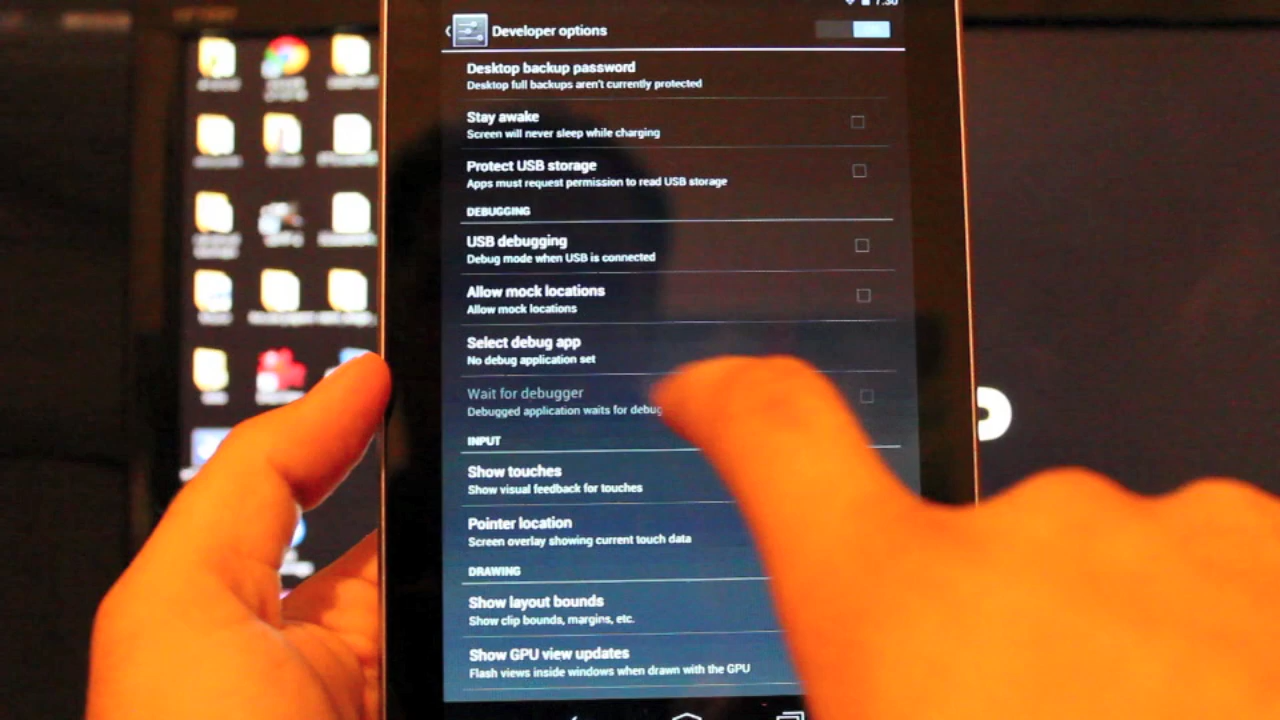 7:30
Developer options
Desktop backup password
Desktop full backups aren't currently protected
Stay awake
Screen will never sleep while charging
Protect USB storage
Apps must request permission to read USB storage
DEBUGGING
USB debugging
Debug mode when USB is connected
Allow mock locations
Allow mock locations
Select debug app
No debug application set
Wait for debugger
Debugged application waits for debug
INPUT
Show touches
Show visual feedback for touches
Pointer location
Screen overlay showing current touch data
DRAWING
Show layout bounds
Show clip bounds, margins, etc.
Show GPU view updates
Flash views inside windows when drawn with the GPU